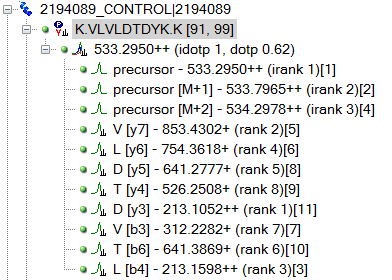 2194089_CONTROL|2194089
K.VLVLDTDYK.K [91, 99]
533.2950++ (idotp 1, dotp 0.62)
precursor - 533.2950++ (irank 1)[1]
precursor [M+1] - 533.7965++ (irank 2)[2]
precursor [M+2] - 534.2978++ (irank 3)[4]
V [y7] - 853.4302+ (rank 2)[5]
L [y6] - 754.3618+ (rank 4)[6]
D [y5] - 641.2777+ (rank 5)[8]
T [y4] - 526.2508+ (rank 8)[9]
D [y3] - 213.1052++ (rank 1)[11]
V [b3] - 312.2282+ (rank 7)[7]
T [b6] - 641.3869+ (rank 6)[10]
L [b4] - 213.1598++ (rank 3)[3]